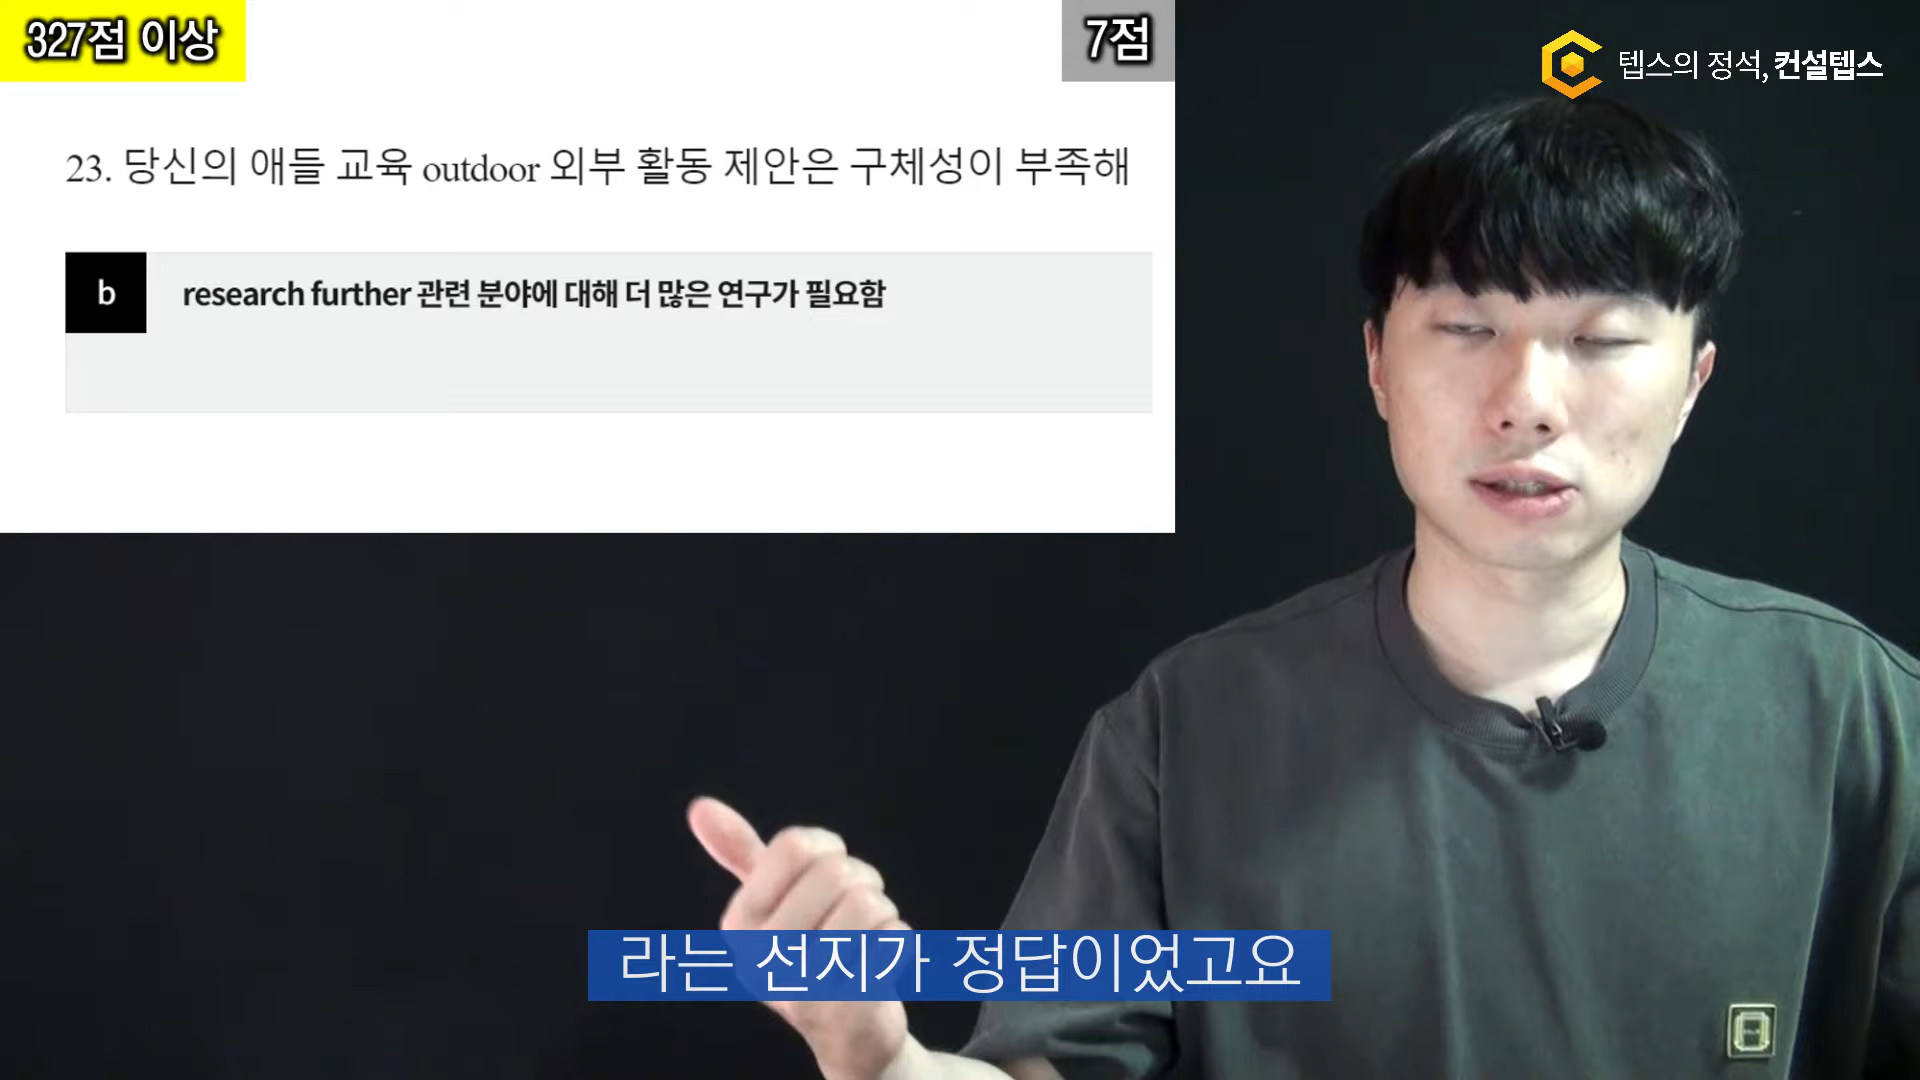 327점 이상
7점
텝스의 정석, 컨설텝스
23. 당신의 애들 교육 outdoor 외부 활동 제안은 구체성이 부족해
b
research further 관련 분야에 대해 더 많은 연구가 필요함
라는 선지가 정답이었고요